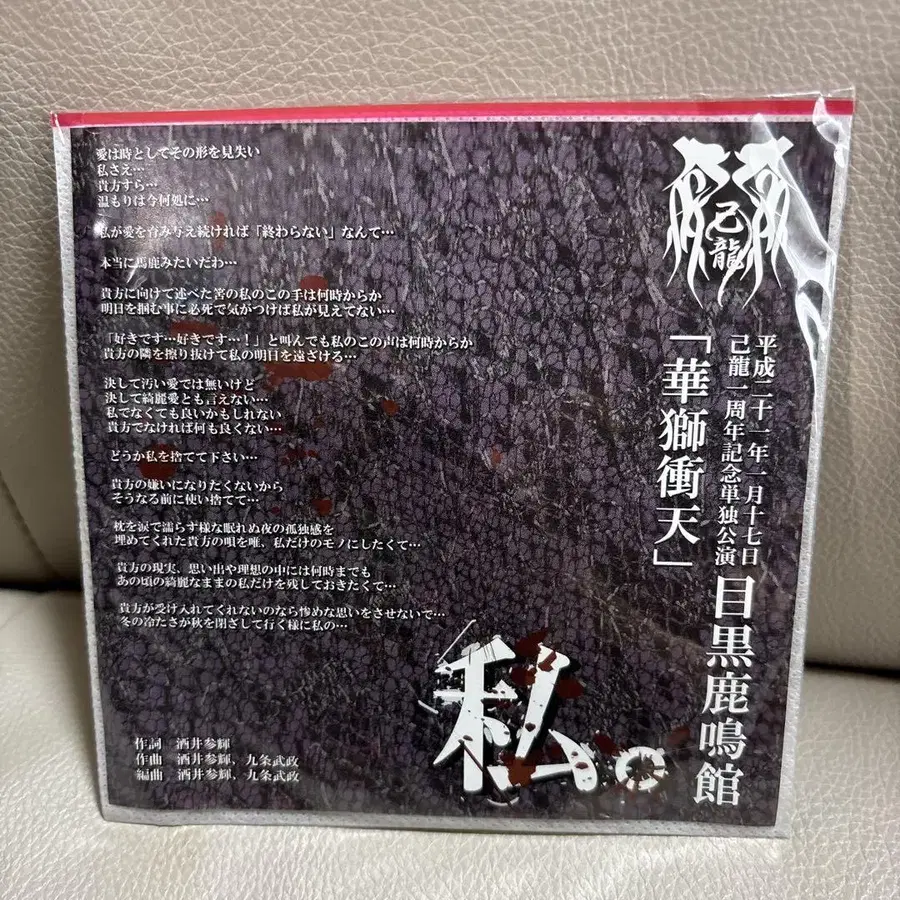 己龍
平成二十一年一月十七日
己龍一周年記念単独公演
「華獅衝天」
目黒鹿鳴館
愛は時としてその形を見失い
私さえ…
貴方すら…
温もりは今何処に…
私が愛を育み与え続ければ「終わらない」なんて…
本当に馬鹿みたいだわ…
貴方に向けて述べた筈の私のこの手は何時からか
明日を掴む事に必死で気がつけば私が見えてない…
「好きです…好きです…！」と叫んでも私のこの声は何時からか
貴方の隣を擦り抜けて私の明日を遠ざける…
決して汚い愛では無いけど
決して綺麗愛とも言えない…
私でなくても良いかもしれない
貴方でなければ何も良くない…
どうか私を捨てて下さい…
貴方の嫌いになりたくないから
そうなる前に使い捨てて…
枕を涙で濡らす様な眠れぬ夜の孤独感を
埋めてくれた貴方の唄を唯、私だけのモノにしたくて…
貴方の現実、思い出や理想の中には何時までも
あの頃の綺麗なままの私だけを残しておきたくて…
貴方が受け入れてくれないのなら惨めな思いをさせないで…
冬の冷たさが秋を閉ざして行く様に私の…
私。
作詞 酒井参輝
作曲 酒井参輝、九条武政
編曲 酒井参輝、九条武政